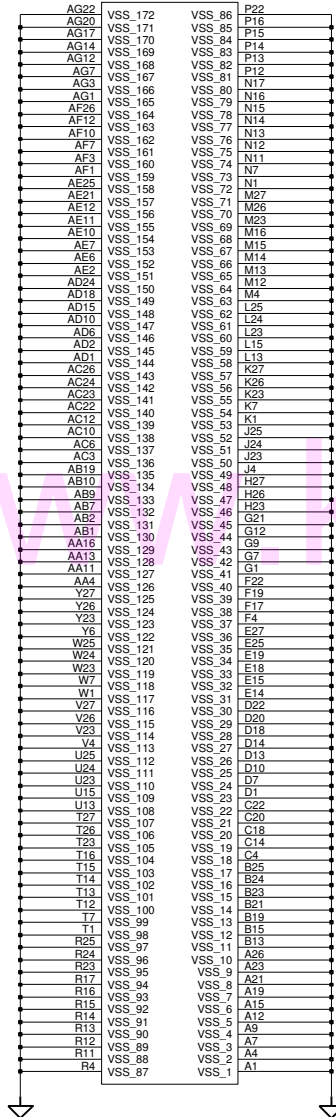 AG22 VSS_172 VSS_86 P22
AG20 VSS_171 VSS_85 P16
AG17 VSS_170 VSS_84 P15
AG14 VSS_169 VSS_83 P14
AG12 VSS_168 VSS_82 P13
AG7 VSS_167 VSS_81 P12
AG3 VSS_166 VSS_80 N17
AG1 VSS_165 VSS_79 N16
AF26 VSS_164 VSS_78 N15
AF12 VSS_163 VSS_77 N14
AF10 VSS_162 VSS_76 N13
AF7 VSS_161 VSS_75 N12
AF3 VSS_160 VSS_74 N11
AF1 VSS_159 VSS_73 N7
AE25 VSS_158 VSS_72 N1
AE21 VSS_157 VSS_71 M27
AE12 VSS_156 VSS_70 M26
AE11 VSS_155 VSS_69 M23
AE10 VSS_154 VSS_68 M16
AE7 VSS_153 VSS_67 M15
AE6 VSS_152 VSS_66 M14
AE2 VSS_151 VSS_65 M13
AD24 VSS_150 VSS_64 M12
AD18 VSS_149 VSS_63 M4
AD15 VSS_148 VSS_62 L25
AD10 VSS_147 VSS_61 L24
AD6 VSS_146 VSS_60 L23
AD2 VSS_145 VSS_59 L15
AD1 VSS_144 VSS_58 L13
AC26 VSS_143 VSS_57 K27
AC24 VSS_142 VSS_56 K26
AC23 VSS_141 VSS_55 K23
AC22 VSS_140 VSS_54 K7
AC12 VSS_139 VSS_53 K1
AC10 VSS_138 VSS_52 J25
AC6 VSS_137 VSS_51 J24
AC3 VSS_136 VSS_50 J23
AB19 VSS_135 VSS_49 J4
AB10 VSS_134 VSS_48 H27
AB9 VSS_133 VSS_47 H26
AB7 VSS_132 VSS_46 H23
AB2 VSS_131 VSS_45 G21
AB1 VSS_130 VSS_44 G12
AA16 VSS_129 VSS_43 G9
AA13 VSS_128 VSS_42 G7
AA11 VSS_127 VSS_41 G1
AA4 VSS_126 VSS_40 F22
Y27 VSS_125 VSS_39 F19
Y26 VSS_124 VSS_38 F17
Y23 VSS_123 VSS_37 F4
Y6 VSS_122 VSS_36 E27
W25 VSS_121 VSS_35 E25
W24 VSS_120 VSS_34 E19
W23 VSS_119 VSS_33 E18
W7 VSS_118 VSS_32 E15
W1 VSS_117 VSS_31 E14
V27 VSS_116 VSS_30 D22
V26 VSS_115 VSS_29 D20
V23 VSS_114 VSS_28 D18
V4 VSS_113 VSS_27 D14
U25 VSS_112 VSS_26 D13
U24 VSS_111 VSS_25 D10
U23 VSS_110 VSS_24 D7
U15 VSS_109 VSS_23 D1
U13 VSS_108 VSS_22 C22
T27 VSS_107 VSS_21 C20
T26 VSS_106 VSS_20 C18
T23 VSS_105 VSS_19 C14
T16 VSS_104 VSS_18 C4
T15 VSS_103 VSS_17 B25
T14 VSS_102 VSS_16 B24
T13 VSS_101 VSS_15 B23
T12 VSS_100 VSS_14 B21
T7 VSS_99 VSS_13 B19
T1 VSS_98 VSS_12 B15
R25 VSS_97 VSS_11 B13
R24 VSS_96 VSS_10 A26
R23 VSS_95 VSS_9 A23
R17 VSS_94 VSS_8 A21
R16 VSS_93 VSS_7 A19
R15 VSS_92 VSS_6 A15
R14 VSS_91 VSS_5 A12
R13 VSS_90 VSS_4 A9
R12 VSS_89 VSS_3 A7
R11 VSS_88 VSS_2 A4
R4 VSS_87 VSS_1 A1